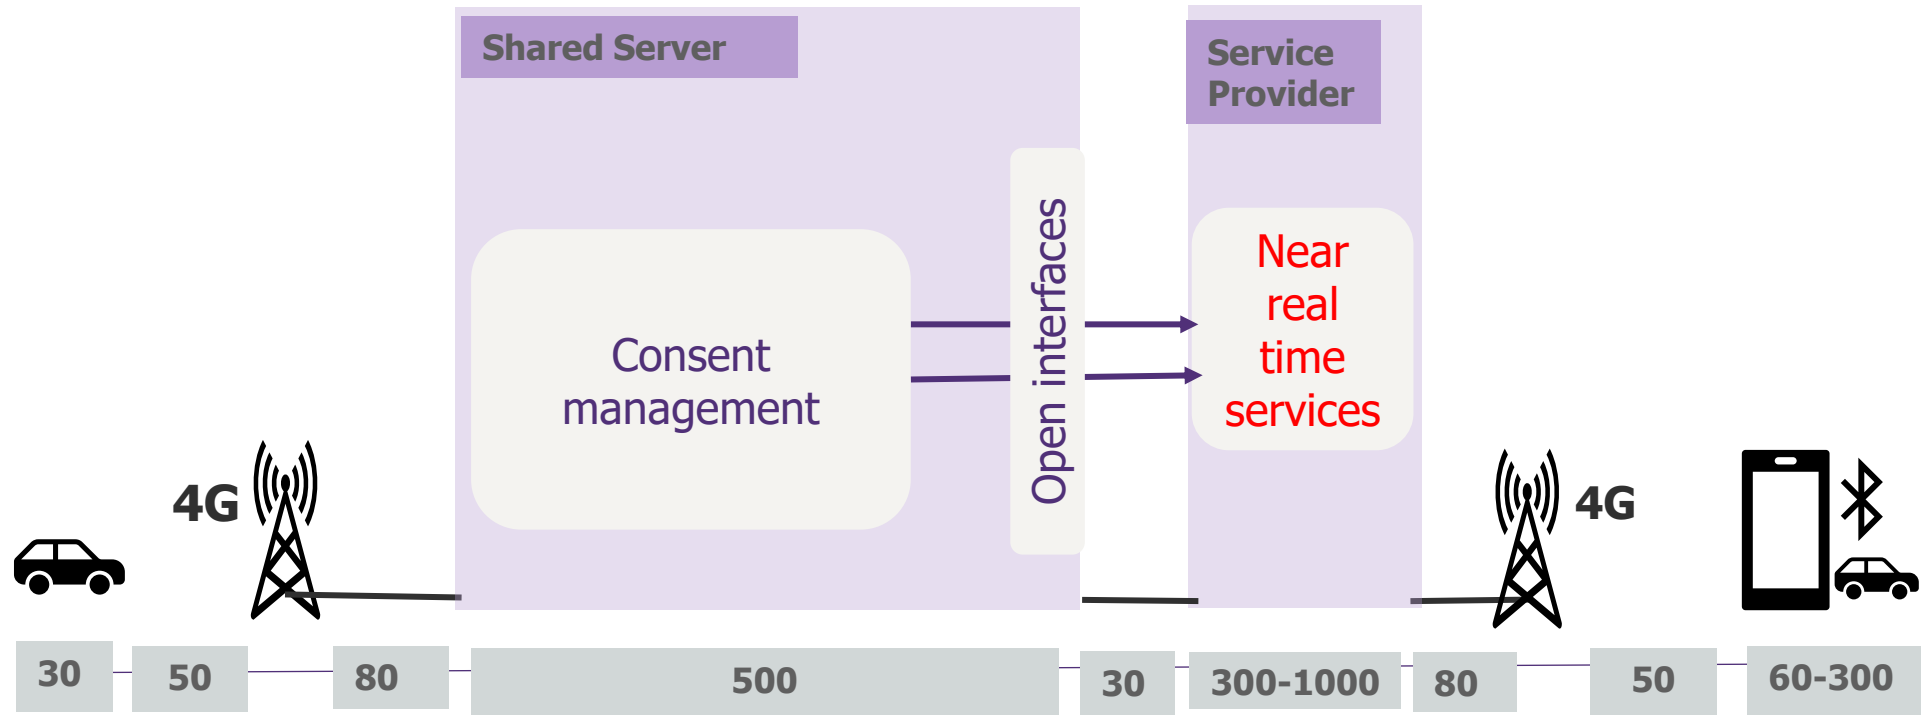 Shared Server
Service
Provider
Consent
management
Open interfaces
Near
real
time
services
4G
4G
30
50
80
500
30
300-1000
80
50
60-300